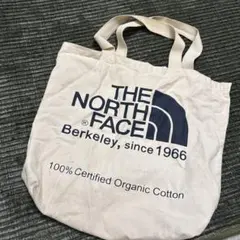 THE
NORTH
FACE®
Berkeley, since 1966
100% Certified Organic Cotton